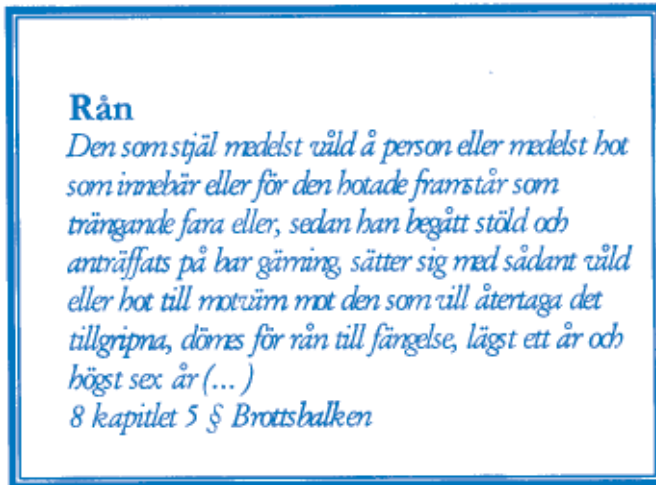 Rån
Den som stjäl medelst våld å person eller medelst hot
som innebär eller för den hotade framstår som
trängande fara eller, sedan han begått stöld och
anträffats på bar gärning, sätter sig med sådant våld
eller hot till motvärn mot den som vill återtaga det
tillgripna, dömes för rån till fängelse, lägst ett år och
högst sex år (...)
8 kapitlet 5 § Brottsbalken